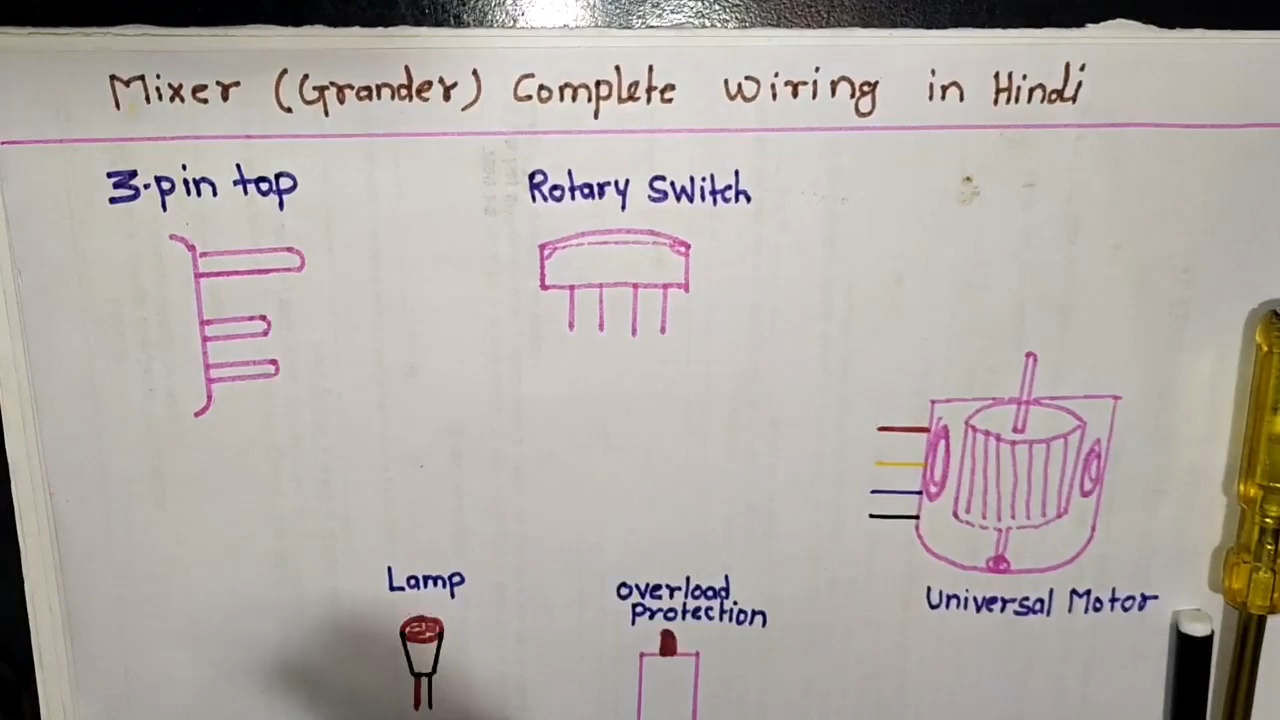 Mixer (Grander) Complete wiring in Hindi
3-pin top
Rotary Switch
Lamp
overload
Protection
Universal Motor